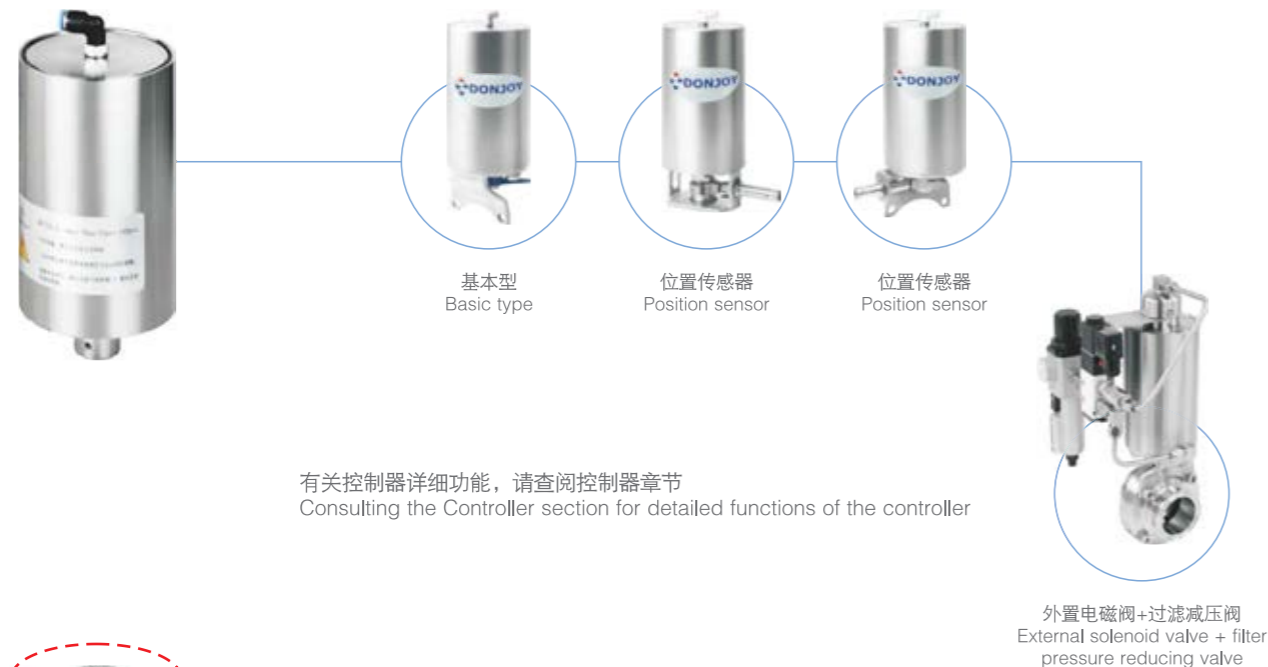 DONJOY
DONJOY
DONJOY
基本型
Basic type
位置传感器
Position sensor
位置传感器
Position sensor
有关控制器详细功能，请查阅控制器章节
Consulting the Controller section for detailed functions of the controller
外置电磁阀+过滤减压阀
External solenoid valve + filter
pressure reducing valve